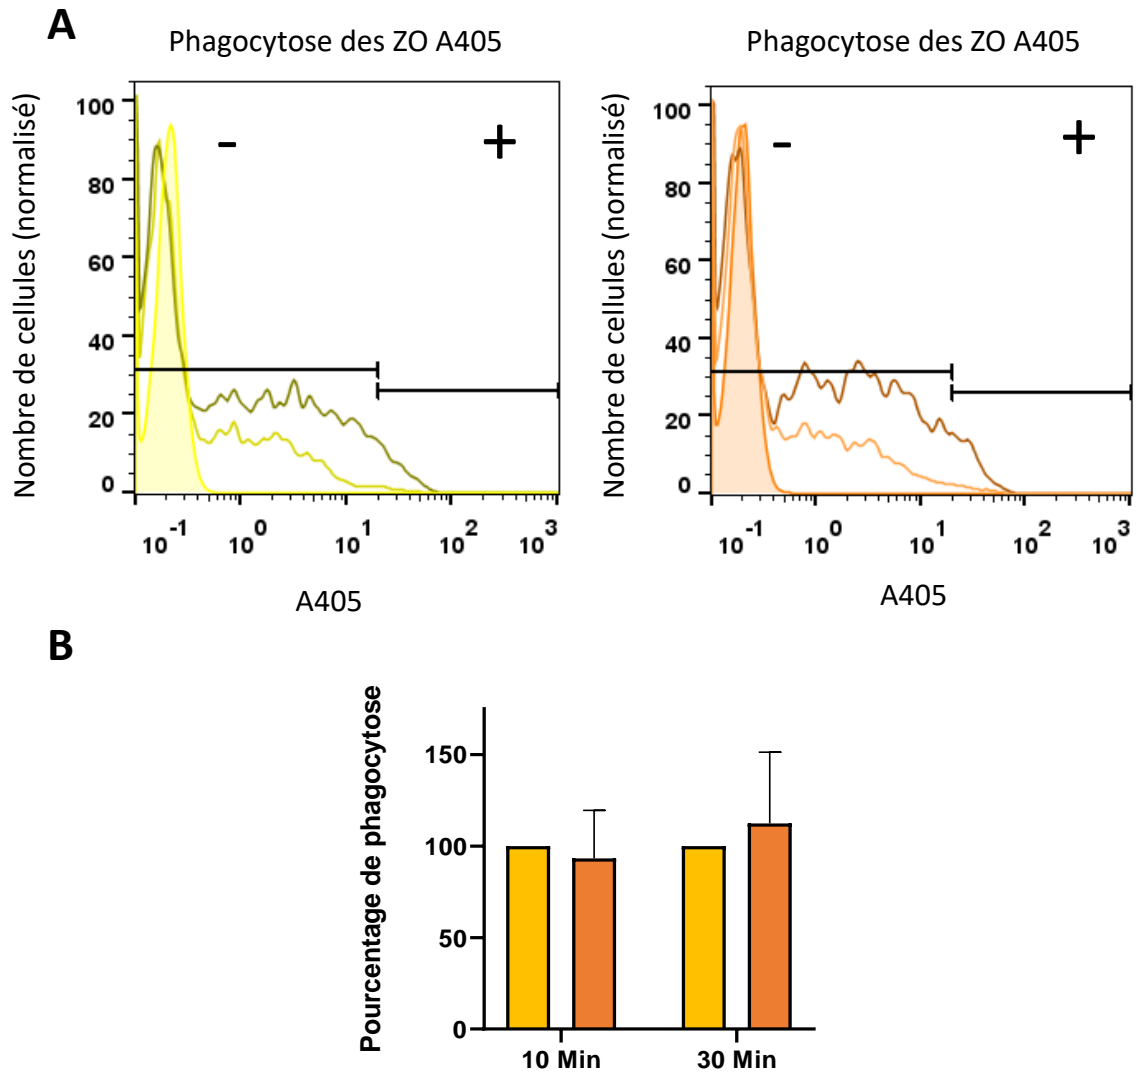 A
Phagocytose des ZO A405
Nombre de cellules (normalisé)
100
80
60
40
20
0
-
+
10^-1 10^0 10^1 10^2 10^3
A405
Phagocytose des ZO A405
Nombre de cellules (normalisé)
100
80
60
40
20
0
-
+
10^-1 10^0 10^1 10^2 10^3
A405
B
Pourcentage de phagocytose
150
100
50
0
10 Min 30 Min